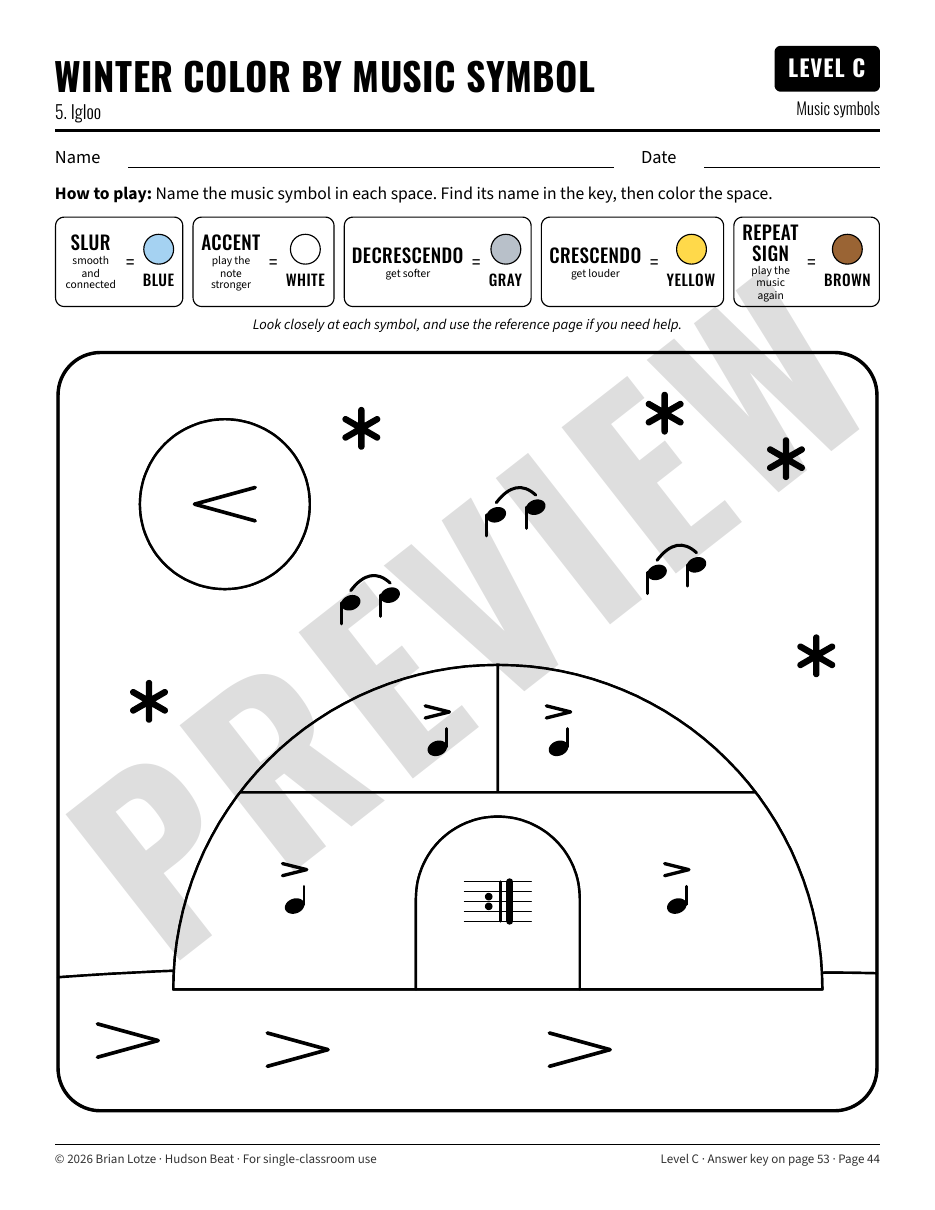 WINTER COLOR BY MUSIC SYMBOL
LEVEL C
5. Igloo
Music symbols
Name
Date
How to play: Name the music symbol in each space. Find its name in the key, then color the space.
SLUR
smooth
and
connected
=
BLUE
ACCENT
play the
note
stronger
=
WHITE
DECRESCENDO
get softer
=
GRAY
CRESCENDO
get louder
=
YELLOW
REPEAT
SIGN
play the
music
again
=
BROWN
Look closely at each symbol, and use the reference page if you need help.
PREVIEW
© 2026 Brian Lotze · Hudson Beat · For single-classroom use
Level C · Answer key on page 53 · Page 44